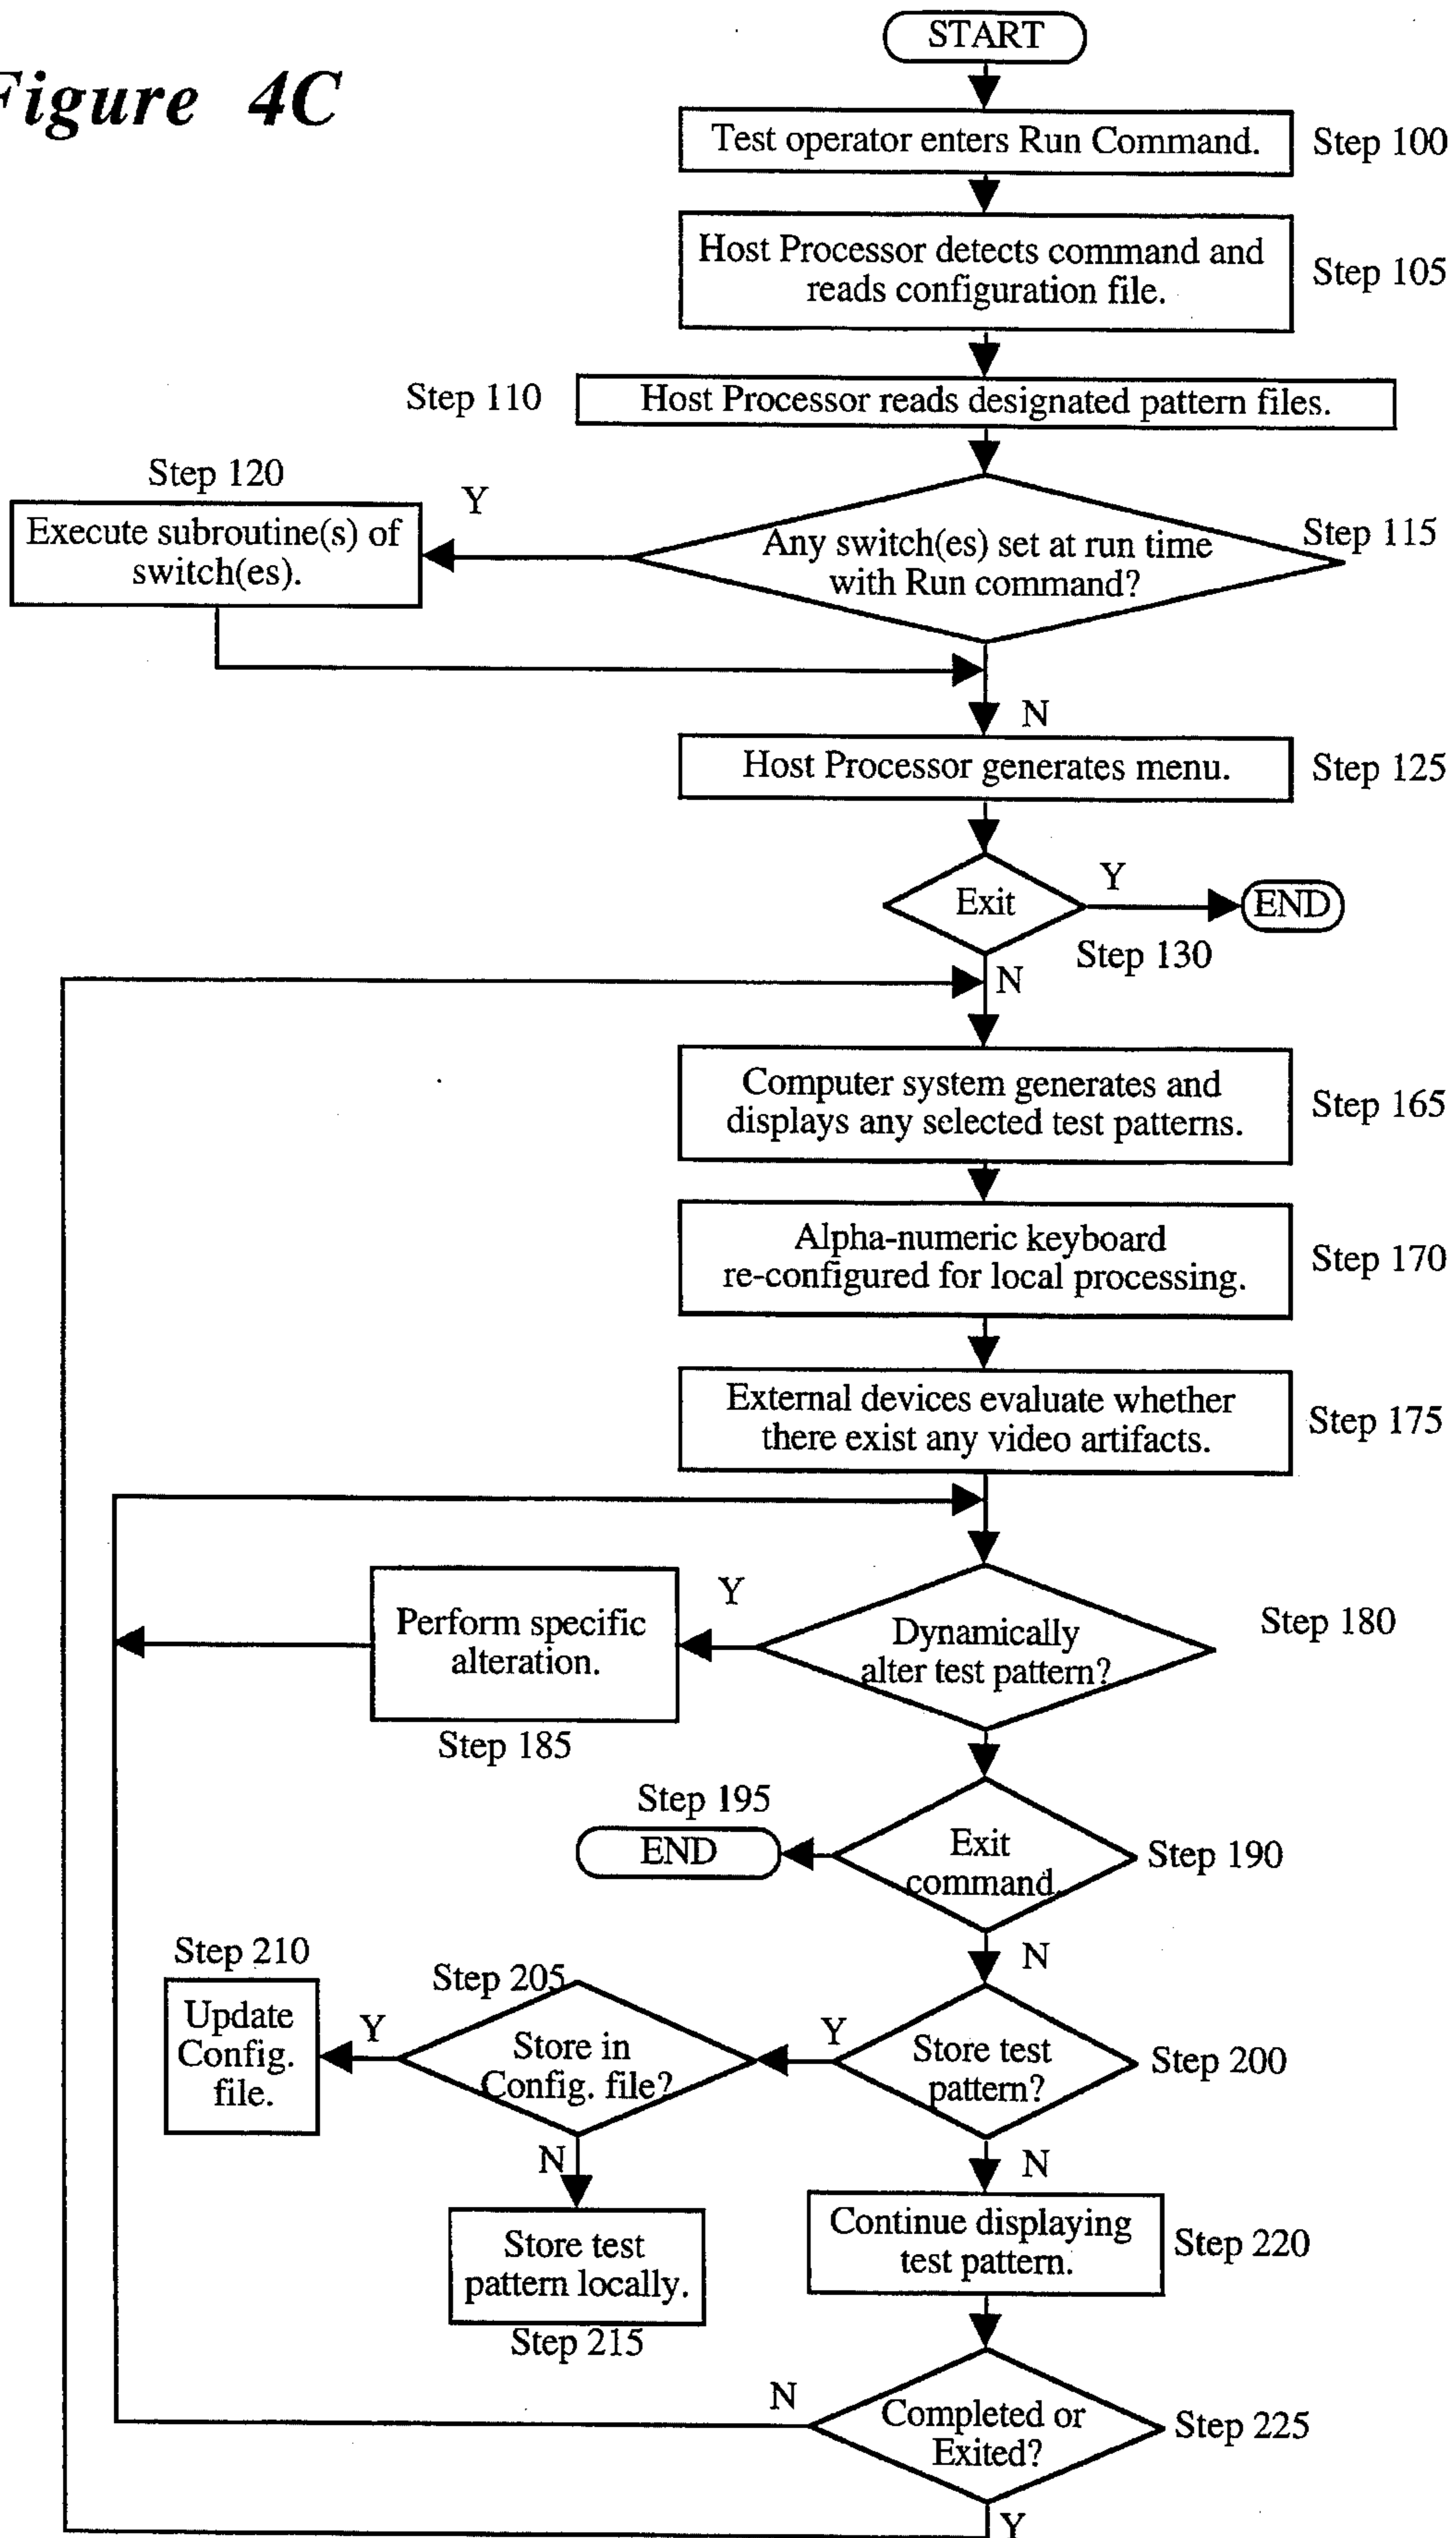 Figure 4C
START
Test operator enters Run Command.
Step 100
Host Processor detects command and
reads configuration file.
Step 105
Step 110
Host Processor reads designated pattern files.
Step 120
Y
Execute subroutine(s) of
switch(es).
Any switch(es) set at run time
with Run command?
Step 115
N
Host Processor generates menu.
Step 125
Exit
Y
END
Step 130
N
Computer system generates and
displays any selected test patterns.
Step 165
Alpha-numeric keyboard
re-configured for local processing.
Step 170
External devices evaluate whether
there exist any video artifacts.
Step 175
Y
Perform specific
alteration.
Step 185
Dynamically
alter test pattern?
Step 180
Step 195
END
Exit
command.
Step 190
N
Step 210
Update
Config.
file.
Y
Step 205
Store in
Config. file?
Y
Store test
pattern?
Step 200
N
N
Store test
pattern locally.
Step 215
Continue displaying
test pattern.
Step 220
N
Completed or
Exited?
Step 225
Y